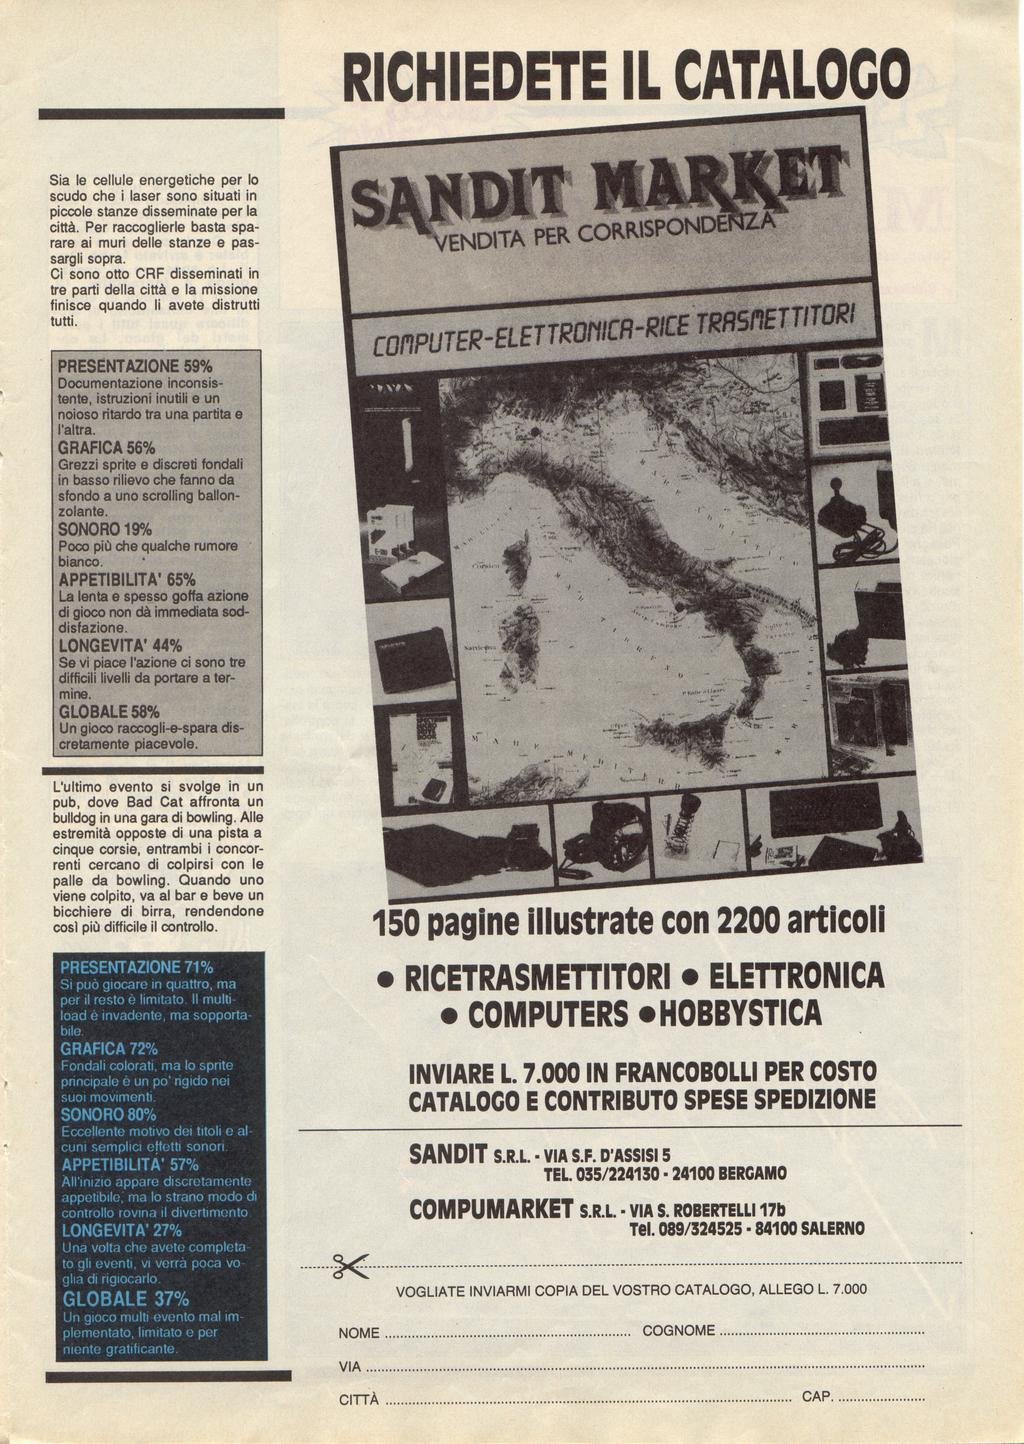 Sia le cellule energetiche per lo
scudo che i laser sono situati in
piccole stanze disseminate per la
città. Per raccoglierle basta spa-
rare ai muri delle stanze e pas-
sargli sopra.
Ci sono otto CRF disseminati in
tre parti della città e la missione
finisce quando li avete distrutti
tutti.
PRESENTAZIONE 59%
Documentazione inconsis-
tente, istruzioni inutili e un
noioso ritardo tra una partita e
l'altra.
GRAFICA 56%
Grezzi sprite e discreti fondali
in basso rilievo che fanno da
sfondo a uno scrolling ballon-
zolante.
SONORO 19%
Poco più che qualche rumore
bianco.
APPETIBILITA' 65%
La lenta e spesso goffa azione
di gioco non dà immediata sod-
disfazione.
LONGEVITA' 44%
Se vi piace l'azione ci sono tre
difficili livelli da portare a ter-
mine.
GLOBALE 58%
Un gioco raccogli-e-spara dis-
cretamente piacevole.
L'ultimo evento si svolge in un
pub, dove Bad Cat affronta un
bulldog in una gara di bowling. Alle
estremità opposte di una pista a
cinque corsie, entrambi i concor-
renti cercano di colpirsi con le
palle da bowling. Quando uno
viene colpito, va al bar e beve un
bicchiere di birra, rendendone
così più difficile il controllo.
PRESENTAZIONE 71%
Si può giocare in quattro, ma
per il resto è limitato. Il multi-
load é invadente, ma sopporta-
bile.
GRAFICA 72%
Fondali colorati, ma lo sprite
principale è un po' rigido nei
suoi movimenti.
SONORO 80%
Eccellente motivo dei titoli e al-
cuni semplici effetti sonori.
APPETIBILITA' 57%
All'inizio appare discretamente
appetibile, ma lo strano modo di
controllo rovina il divertimento.
LONGEVITA' 27%
Una volta che avete completa-
to gli eventi, vi verrà poca vo-
glia di rigiocarlo.
GLOBALE 37%
Un gioco multi-evento mal im-
plementato, limitato e per
niente gratificante.
RICHIEDETE IL CATALOGO
SANDIT MARKET
VENDITA PER CORRISPONDENZA
COMPUTER-ELETTRONICA-RICE TRASMETTITORI
Corsica
Sardegna
150 pagine illustrate con 2200 articoli
● RICETRASMETTITORI ● ELETTRONICA
● COMPUTERS ●HOBBYSTICA
INVIARE L. 7.000 IN FRANCOBOLLI PER COSTO
CATALOGO E CONTRIBUTO SPESE SPEDIZIONE
SANDIT S.R.L. - VIA S.F. D'ASSISI 5
TEL. 035/224130 - 24100 BERGAMO
COMPUMARKET S.R.L. - VIA S. ROBERTELLI 17b
Tel. 089/324525 - 84100 SALERNO
VOGLIATE INVIARMI COPIA DEL VOSTRO CATALOGO, ALLEGO L. 7.000
NOME ........ COGNOME ........
VIA ........
CITTÀ ........ CAP. ........